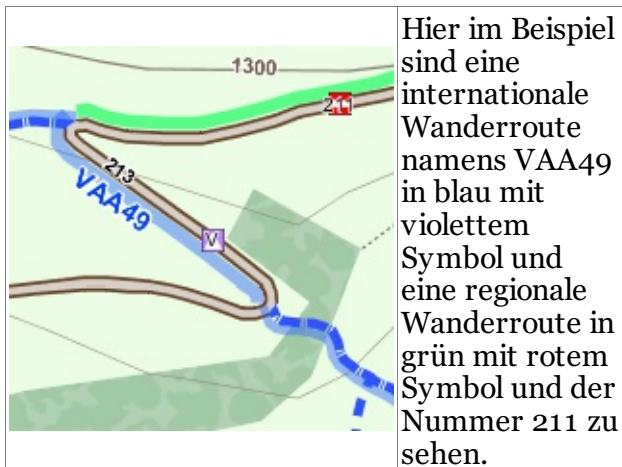 1300
211
213
VAA49
V
Hier im Beispiel
sind eine
internationale
Wanderroute
namens VAA49
in blau mit
violettem
Symbol und
eine regionale
Wanderroute in
grün mit rotem
Symbol und der
Nummer 211 zu
sehen.